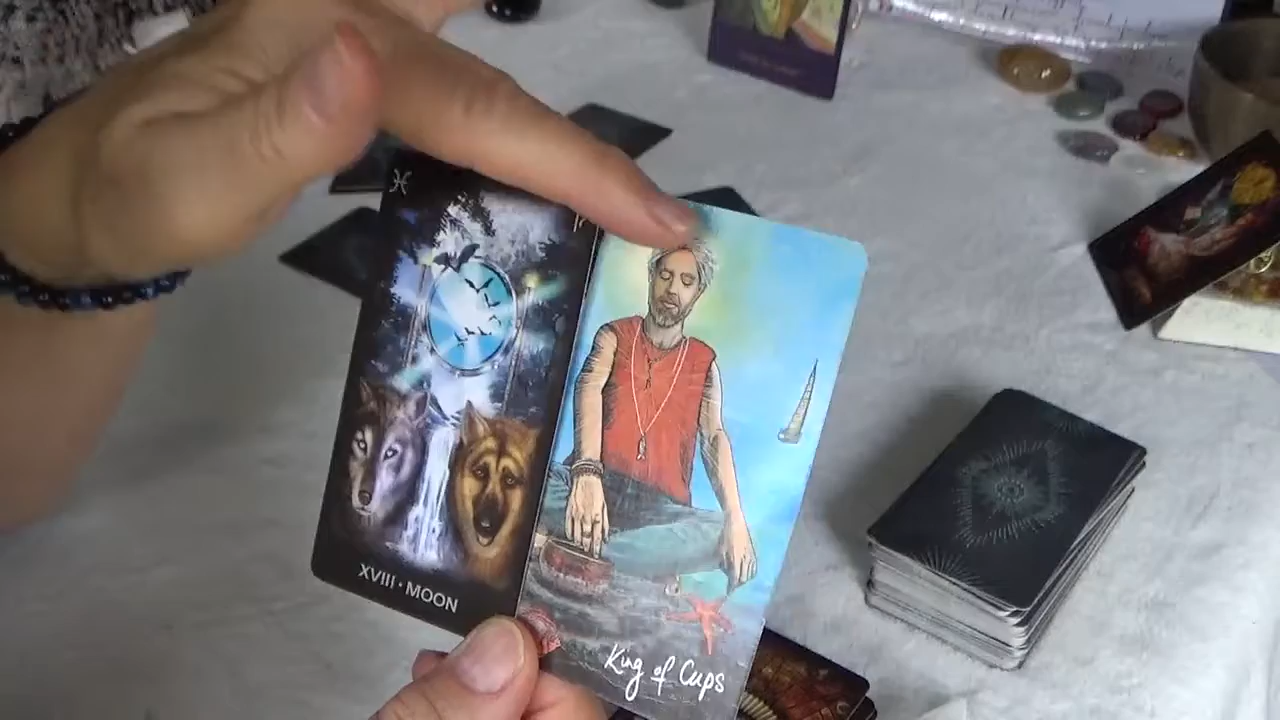 ♓
XVIII · MOON
King of Cups